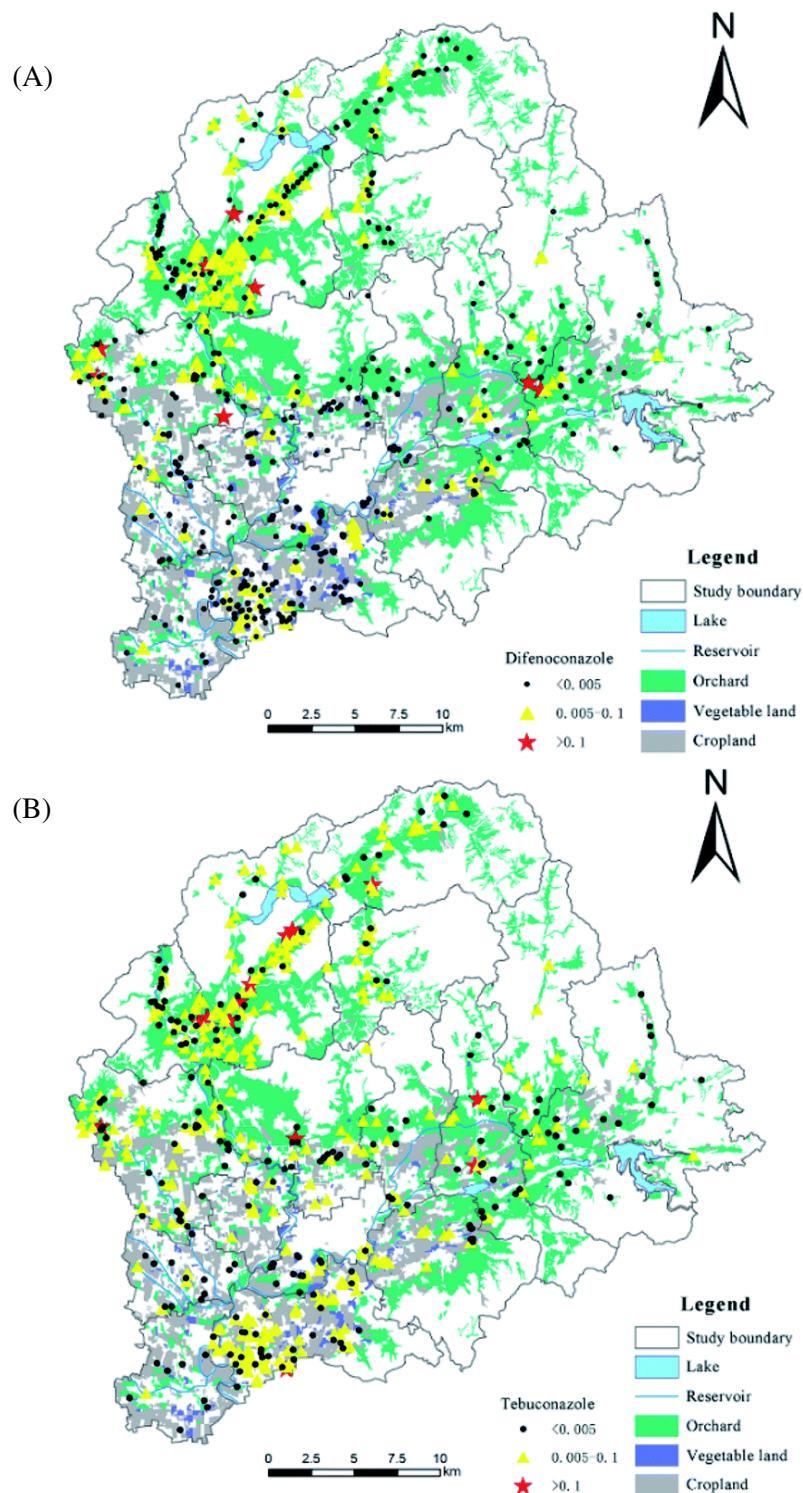 (A)
N
Legend
Study boundary
Lake
Reservoir
Orchard
Vegetable land
Cropland
Difenoconazole
<0.005
0.005-0.1
>0.1
0 2.5 5 7.5 10
km
(B)
N
Legend
Study boundary
Lake
Reservoir
Orchard
Vegetable land
Cropland
Tebuconazole
<0.005
0.005-0.1
>0.1
0 2.5 5 7.5 10
km